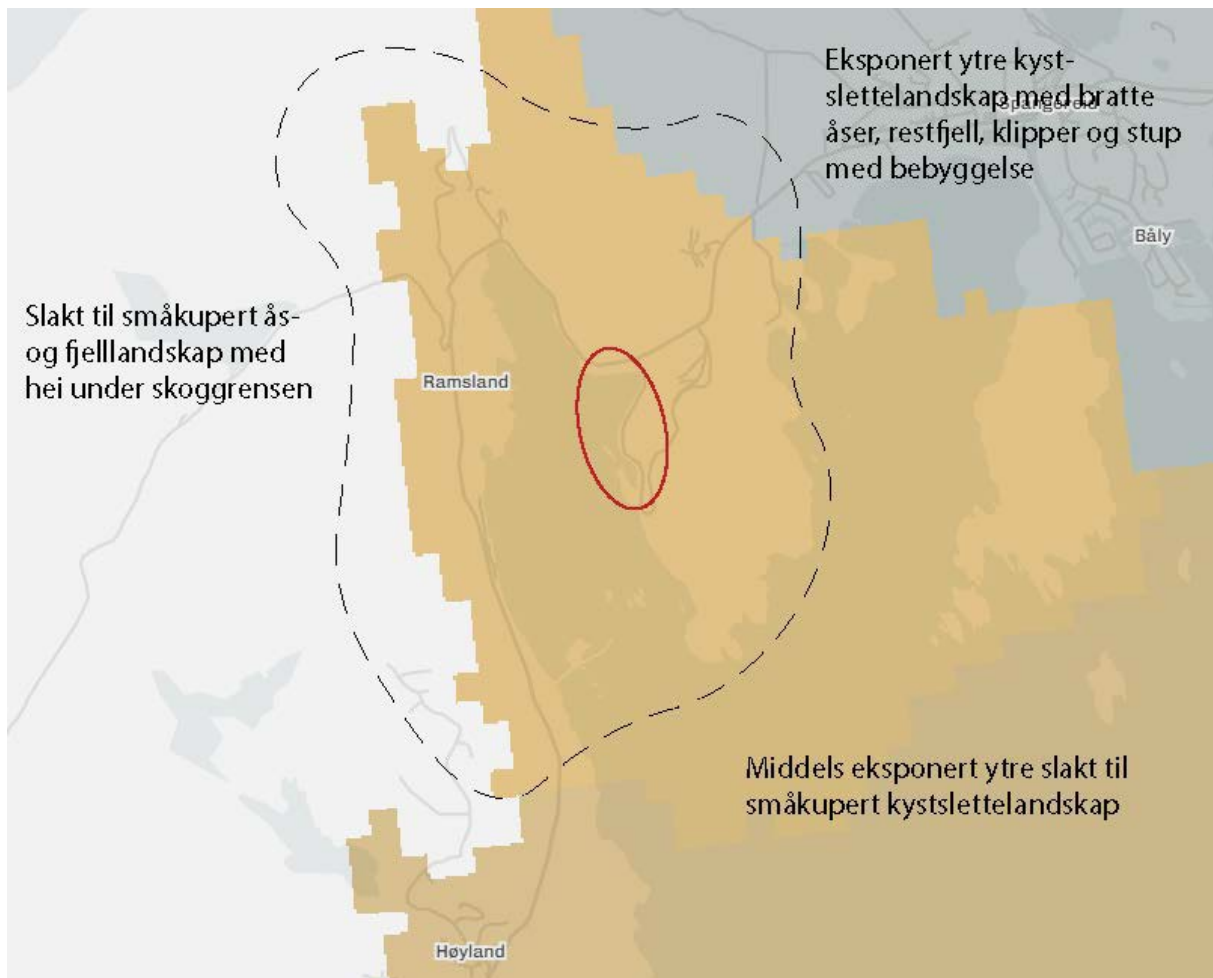 Eksponert ytre kyst-
slettelandskap med bratte
Spangereid
åser, restfjell, klipper og stup
med bebyggelse
Båly
Slakt til småkupert ås-
og fjelllandskap med
hei under skoggrensen
Ramsland
Middels eksponert ytre slakt til
småkupert kystslettelandskap
Høyland